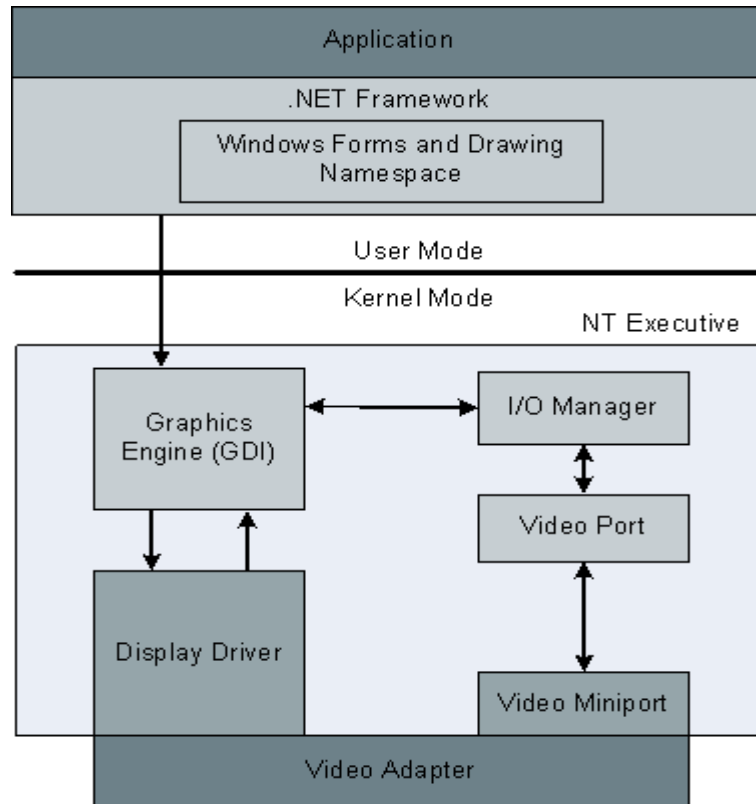 Application
.NET Framework
Windows Forms and Drawing
Namespace
User Mode
Kernel Mode
NT Executive
Graphics
Engine (GDI)
I/O Manager
Video Port
Display Driver
Video Miniport
Video Adapter